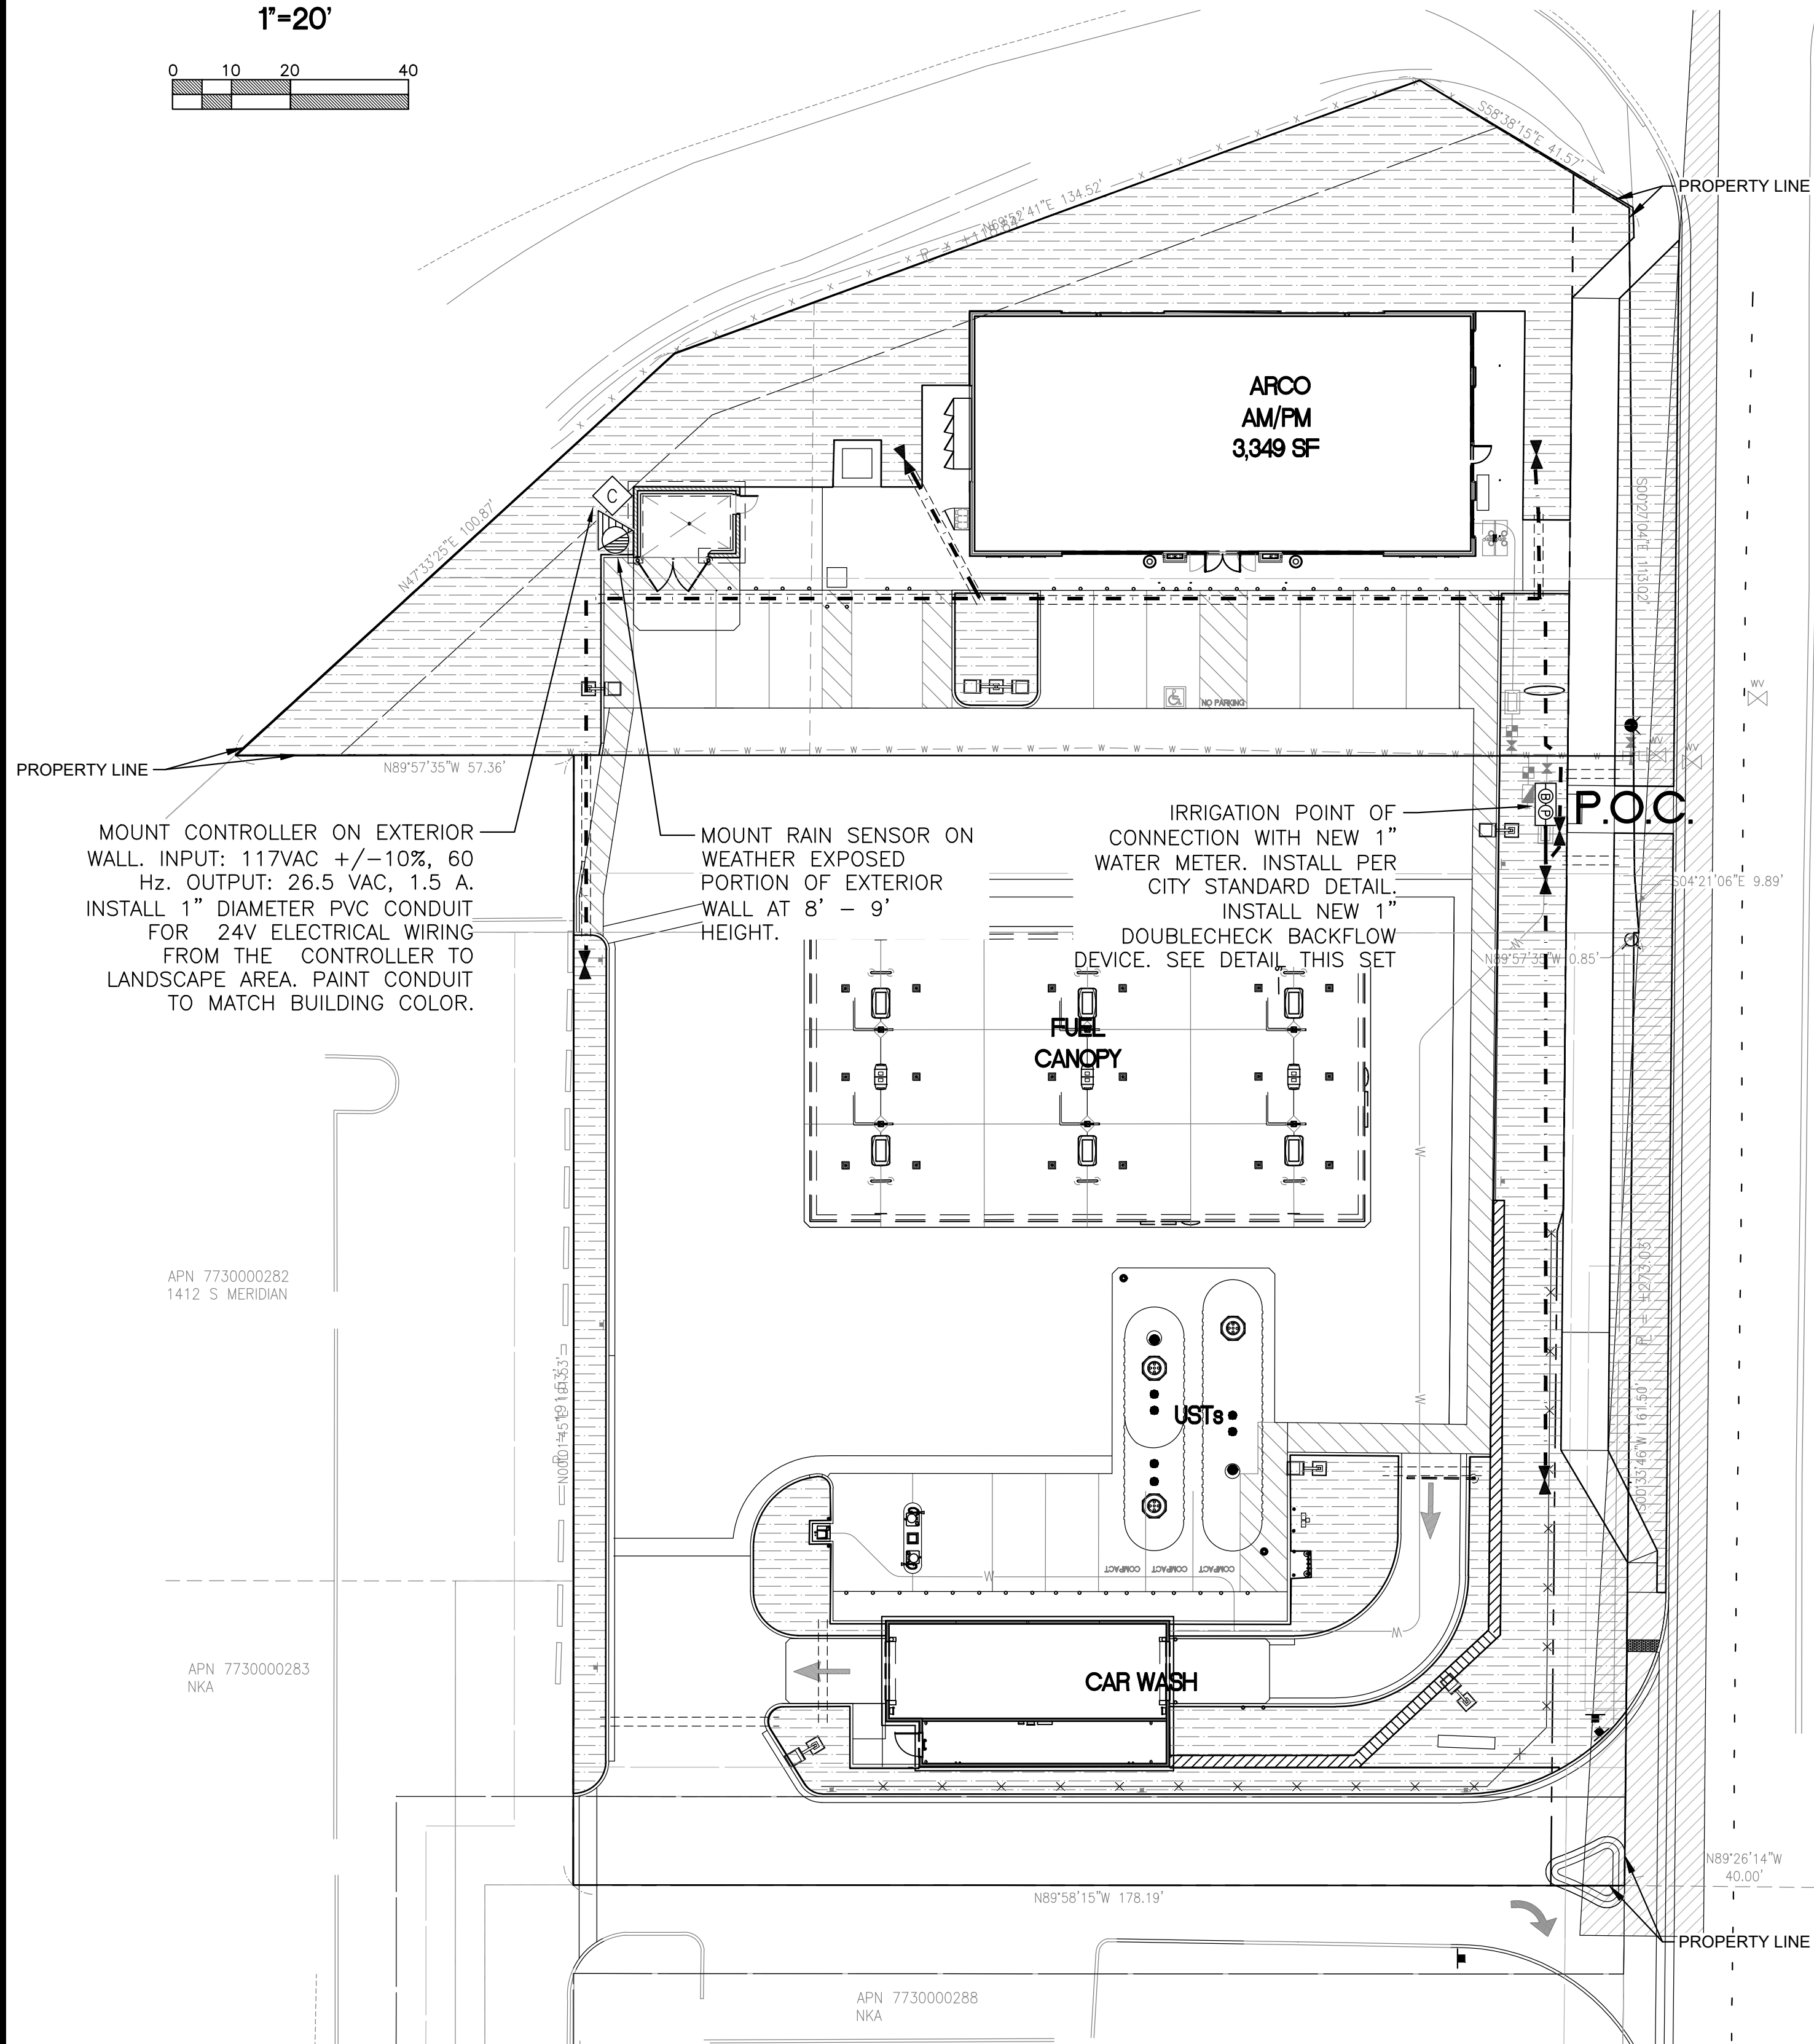 1"=20'
0 10 20 40
S58°38'15"E 41.57'
PROPERTY LINE
N69°52'41"E 134.52'
ARCO
AM/PM
3,349 SF
C
N47°33'25"E 100.87'
S00°27'04"E 113.02'
NO PARKING
WV
WV
WV
PROPERTY LINE
N89°57'35"W 57.36'
MOUNT CONTROLLER ON EXTERIOR
WALL. INPUT: 117VAC +/-10%, 60
Hz. OUTPUT: 26.5 VAC, 1.5 A.
INSTALL 1" DIAMETER PVC CONDUIT
FOR 24V ELECTRICAL WIRING
FROM THE CONTROLLER TO
LANDSCAPE AREA. PAINT CONDUIT
TO MATCH BUILDING COLOR.
MOUNT RAIN SENSOR ON
WEATHER EXPOSED
PORTION OF EXTERIOR
WALL AT 8' – 9'
HEIGHT.
IRRIGATION POINT OF
CONNECTION WITH NEW 1"
WATER METER. INSTALL PER
CITY STANDARD DETAIL.
INSTALL NEW 1"
DOUBLECHECK BACKFLOW
DEVICE. SEE DETAIL THIS SET
B P
P.O.C.
S04°21'06"E 9.89'
N89°57'35"W 0.85'
FUEL
CANOPY
APN 7730000282
1412 S MERIDIAN
±273.03'
S00°33'46"W 161.50'
USTs
COMPACT COMPACT COMPACT
APN 7730000283
NKA
CAR WASH
N89°26'14"W
40.00'
N89°58'15"W 178.19'
PROPERTY LINE
APN 7730000288
NKA